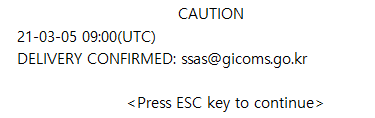 CAUTION
21-03-05 09:00(UTC)
DELIVERY CONFIRMED: ssas@gicoms.go.kr
<Press ESC key to continue>